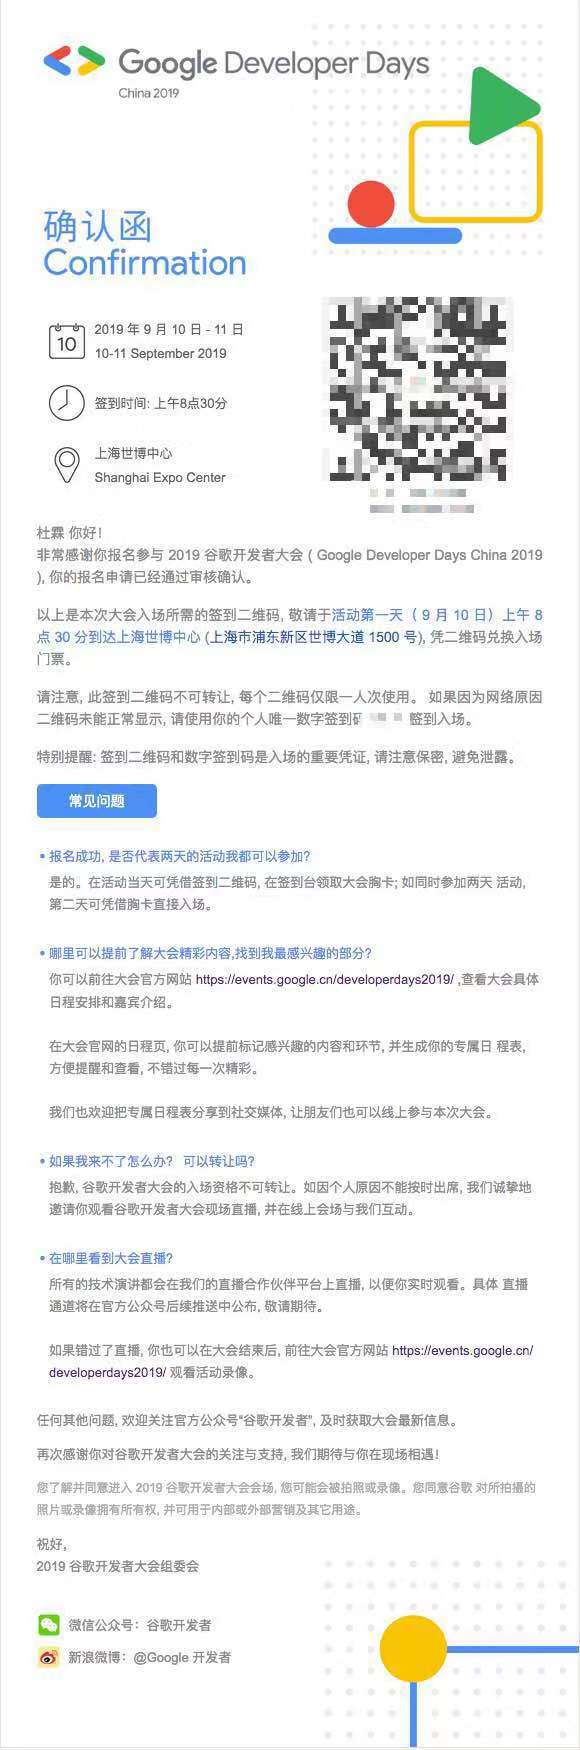 Google Developer Days
China 2019
确认函
Confirmation
10
2019 年 9 月 10 日 - 11 日
10-11 September 2019
签到时间: 上午8点30分
上海世博中心
Shanghai Expo Center
杜霖 你好！
非常感谢你报名参与 2019 谷歌开发者大会 ( Google Developer Days China 2019
), 你的报名申请已经通过审核确认。
以上是本次大会入场所需的签到二维码, 敬请于活动第一天（ 9 月 10 日）上午 8
点 30 分到达上海世博中心 (上海市浦东新区世博大道 1500 号), 凭二维码兑换入场
门票。
请注意, 此签到二维码不可转让, 每个二维码仅限一人次使用。 如果因为网络原因
二维码未能正常显示, 请使用你的个人唯一数字签到 签到入场。
特别提醒: 签到二维码和数字签到码是入场的重要凭证, 请注意保密, 避免泄露。
常见问题
• 报名成功, 是否代表两天的活动我都可以参加?
是的。在活动当天可凭借签到二维码, 在签到台领取大会胸卡; 如同时参加两天 活动,
第二天可凭借胸卡直接入场。
• 哪里可以提前了解大会精彩内容,找到我最感兴趣的部分?
你可以前往大会官方网站 https://events.google.cn/developerdays2019/ ,查看大会具体
日程安排和嘉宾介绍。
在大会官网的日程页, 你可以提前标记感兴趣的内容和环节, 并生成你的专属日 程表,
方便提醒和查看, 不错过每一次精彩。
我们也欢迎把专属日程表分享到社交媒体, 让朋友们也可以线上参与本次大会。
• 如果我来不了怎么办? 可以转让吗?
抱歉, 谷歌开发者大会的入场资格不可转让。如因个人原因不能按时出席, 我们诚挚地
邀请你观看谷歌开发者大会现场直播, 并在线上会场与我们互动。
• 在哪里看到大会直播?
所有的技术演讲都会在我们的直播合作伙伴平台上直播, 以便你实时观看。具体 直播
通道将在官方公众号后续推送中公布, 敬请期待。
如果错过了直播, 你也可以在大会结束后, 前往大会官方网站 https://events.google.cn/
developerdays2019/ 观看活动录像。
任何其他问题, 欢迎关注官方公众号“谷歌开发者”, 及时获取大会最新信息。
再次感谢你对谷歌开发者大会的关注与支持, 我们期待与你在现场相遇!
您了解并同意进入 2019 谷歌开发者大会会场, 您可能会被拍照或录像。您同意谷歌 对所拍摄的
照片或录像拥有所有权, 并可用于内部或外部营销及其它用途。
祝好,
2019 谷歌开发者大会组委会
微信公众号：谷歌开发者
新浪微博：@Google 开发者